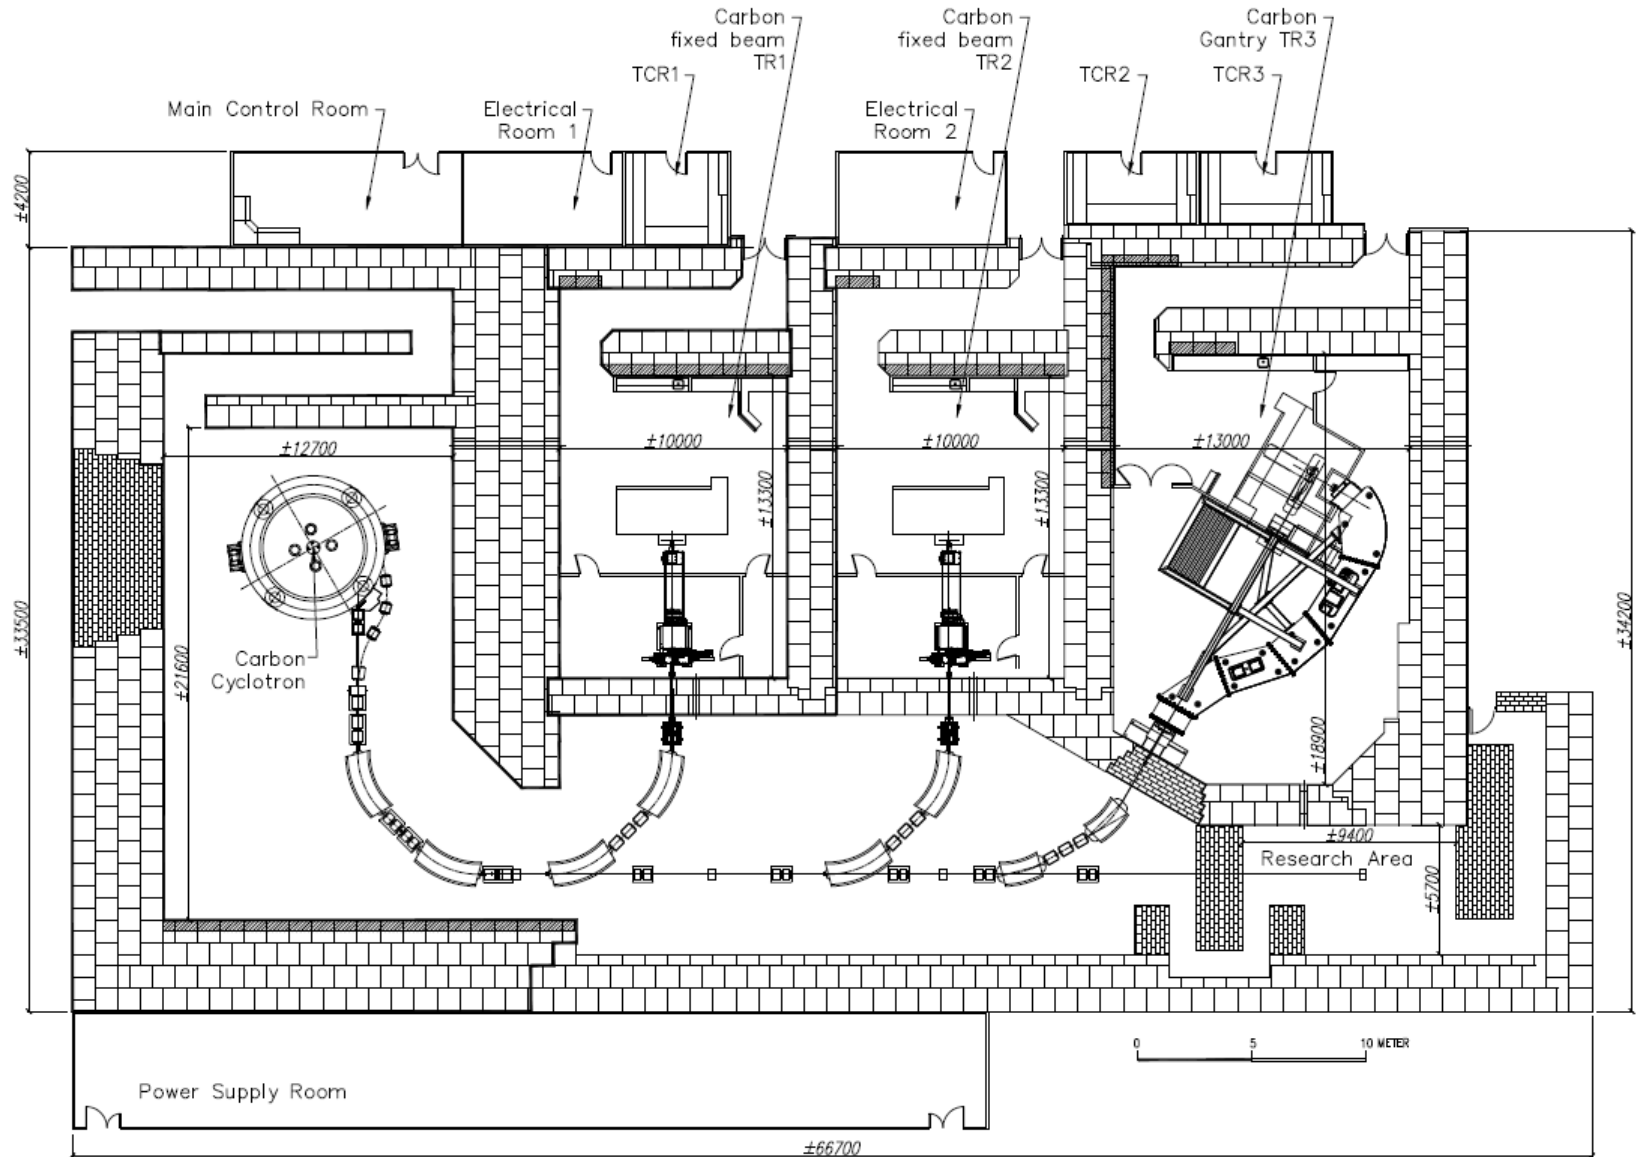 Carbon
fixed beam
TR1
Carbon
fixed beam
TR2
Carbon
Gantry TR3
TCR1
TCR2
TCR3
Main Control Room
Electrical
Room 1
Electrical
Room 2
±4200
±12700
±10000
±10000
±13000
±13300
±13300
±33500
±21600
±34200
Carbon
Cyclotron
±18900
±9400
Research Area
±5700
0 5 10 METER
Power Supply Room
±66700